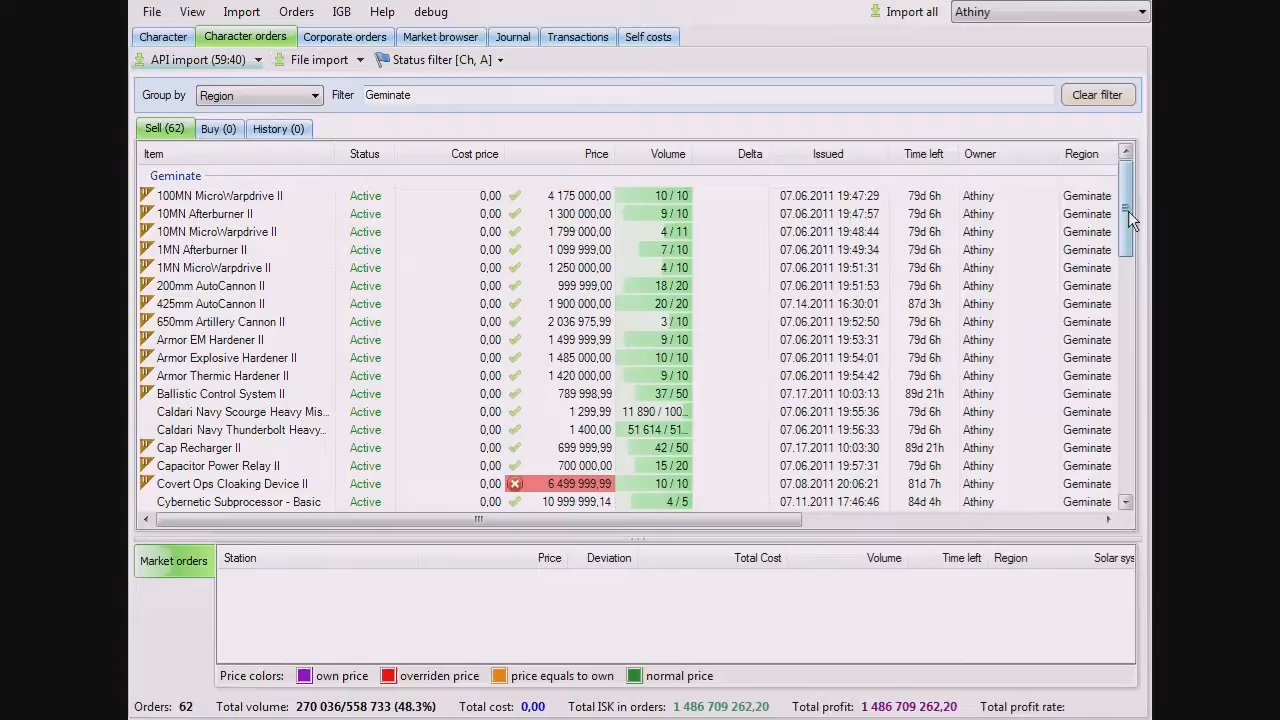 File View Import Orders IGB Help debug Import all Athiny
Character Character orders Corporate orders Market browser Journal Transactions Self costs
API import (59:40) File import Status filter [Ch, A]
Group by Region Filter Geminate Clear filter
Sell (62) Buy (0) History (0)
Item Status Cost price Price Volume Delta Issued Time left Owner Region
Geminate
100MN MicroWarpdrive II Active 0,00 4 175 000,00 10 / 10 07.06.2011 19:47:29 79d 6h Athiny Geminate
10MN Afterburner II Active 0,00 1 300 000,00 9 / 10 07.06.2011 19:47:57 79d 6h Athiny Geminate
10MN MicroWarpdrive II Active 0,00 1 799 000,00 4 / 11 07.06.2011 19:48:44 79d 6h Athiny Geminate
1MN Afterburner II Active 0,00 1 099 999,00 7 / 10 07.06.2011 19:49:34 79d 6h Athiny Geminate
1MN MicroWarpdrive II Active 0,00 1 250 000,00 4 / 10 07.06.2011 19:51:31 79d 6h Athiny Geminate
200mm AutoCannon II Active 0,00 999 999,00 18 / 20 07.06.2011 19:51:53 79d 6h Athiny Geminate
425mm AutoCannon II Active 0,00 1 900 000,00 20 / 20 07.14.2011 15:30:01 87d 3h Athiny Geminate
650mm Artillery Cannon II Active 0,00 2 036 975,99 3 / 10 07.06.2011 19:52:50 79d 6h Athiny Geminate
Armor EM Hardener II Active 0,00 1 499 999,99 9 / 10 07.06.2011 19:53:31 79d 6h Athiny Geminate
Armor Explosive Hardener II Active 0,00 1 485 000,00 10 / 10 07.06.2011 19:54:01 79d 6h Athiny Geminate
Armor Thermic Hardener II Active 0,00 1 420 000,00 9 / 10 07.06.2011 19:54:42 79d 6h Athiny Geminate
Ballistic Control System II Active 0,00 789 998,99 37 / 50 07.17.2011 10:03:13 89d 21h Athiny Geminate
Caldari Navy Scourge Heavy Mis... Active 0,00 1 299,99 11 890 / 100... 07.06.2011 19:55:36 79d 6h Athiny Geminate
Caldari Navy Thunderbolt Heavy... Active 0,00 1 400,00 51 614 / 51... 07.06.2011 19:56:33 79d 6h Athiny Geminate
Cap Recharger II Active 0,00 699 999,99 42 / 50 07.17.2011 10:03:30 89d 21h Athiny Geminate
Capacitor Power Relay II Active 0,00 700 000,00 15 / 20 07.06.2011 19:57:31 79d 6h Athiny Geminate
Covert Ops Cloaking Device II Active 0,00 6 499 999,99 10 / 10 07.08.2011 20:06:21 81d 7h Athiny Geminate
Cybernetic Subprocessor - Basic Active 0,00 10 999 999,14 4 / 5 07.11.2011 17:46:46 84d 4h Athiny Geminate
Market orders Station Price Deviation Total Cost Volume Time left Region Solar sys
Price colors: own price overriden price price equals to own normal price
Orders: 62 Total volume: 270 036/558 733 (48.3%) Total cost: 0,00 Total ISK in orders: 1 486 709 262,20 Total profit: 1 486 709 262,20 Total profit rate: